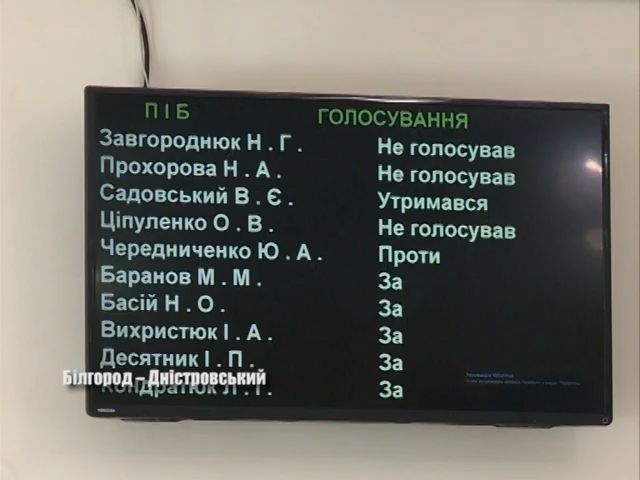 ПІБ ГОЛОСУВАННЯ
Завгороднюк Н . Г . Не голосував
Прохорова Н . А . Не голосував
Садовський В . Є . Утримався
Ціпуленко О . В . Не голосував
Чередниченко Ю . А . Проти
Баранов М . М . За
Басій Н . О . За
Вихристюк І . А . За
Десятник І . П . За
Білгород – Дністровський
Кондратюк Л . Г . За